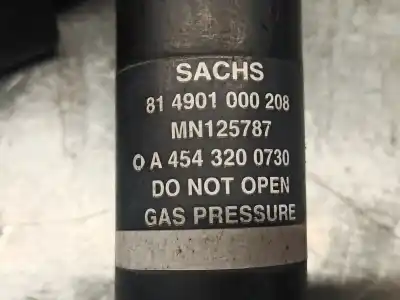 SACHS
81 4901 000 208
MN125787
Q A 454 320 0730
DO NOT OPEN
GAS PRESSURE